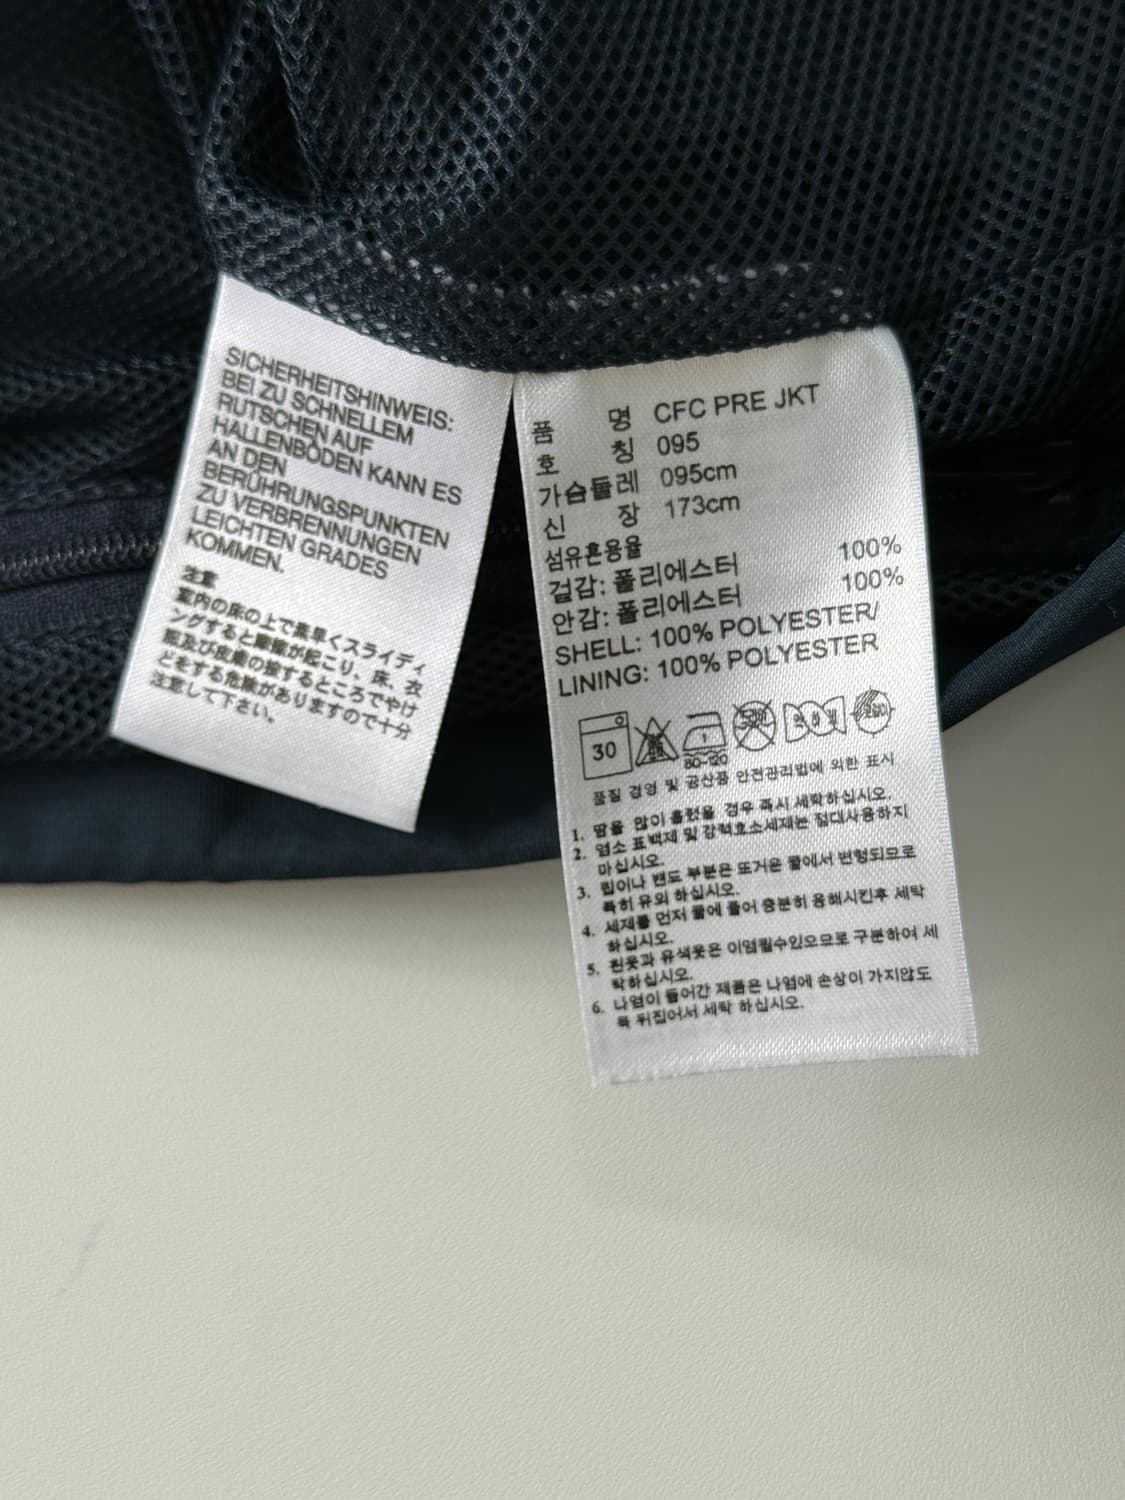 SICHERHEITSHINWEIS:
BEI ZU SCHNELLEM
RUTSCHEN AUF
HALLENBÖDEN KANN ES
AN DEN
BERÜHRUNGSPUNKTEN
ZU VERBRENNUNGEN
LEICHTEN GRADES
KOMMEN.
注意
室内の床の上で素早くスライディ
ングすると摩擦が起こり、床、衣
服及び皮膚の接するところでやけ
どをする危険がありますので十分
注意して下さい。
품 명 CFC PRE JKT
호 칭 095
가슴둘레 095cm
신 장 173cm
섬유혼용율
겉감: 폴리에스터 100%
안감: 폴리에스터 100%
SHELL: 100% POLYESTER/
LINING: 100% POLYESTER
30
1
80~120
품질 경영 및 공산품 안전관리법에 의한 표시
1. 땀을 많이 흘렸을 경우 즉시 세탁하십시오.
2. 염소 표백제 및 강력효소세제는 절대사용하지
마십시오.
3. 립이나 밴드 부분은 뜨거운 물에서 변형되므로
특히 유의 하십시오.
4. 세제를 먼저 물에 풀어 충분히 용해시킨후 세탁
하십시오.
5. 흰옷과 유색옷은 이염될수있으므로 구분하여 세
탁하십시오.
6. 나염이 들어간 제품은 나염에 손상이 가지않도
록 뒤집어서 세탁 하십시오.